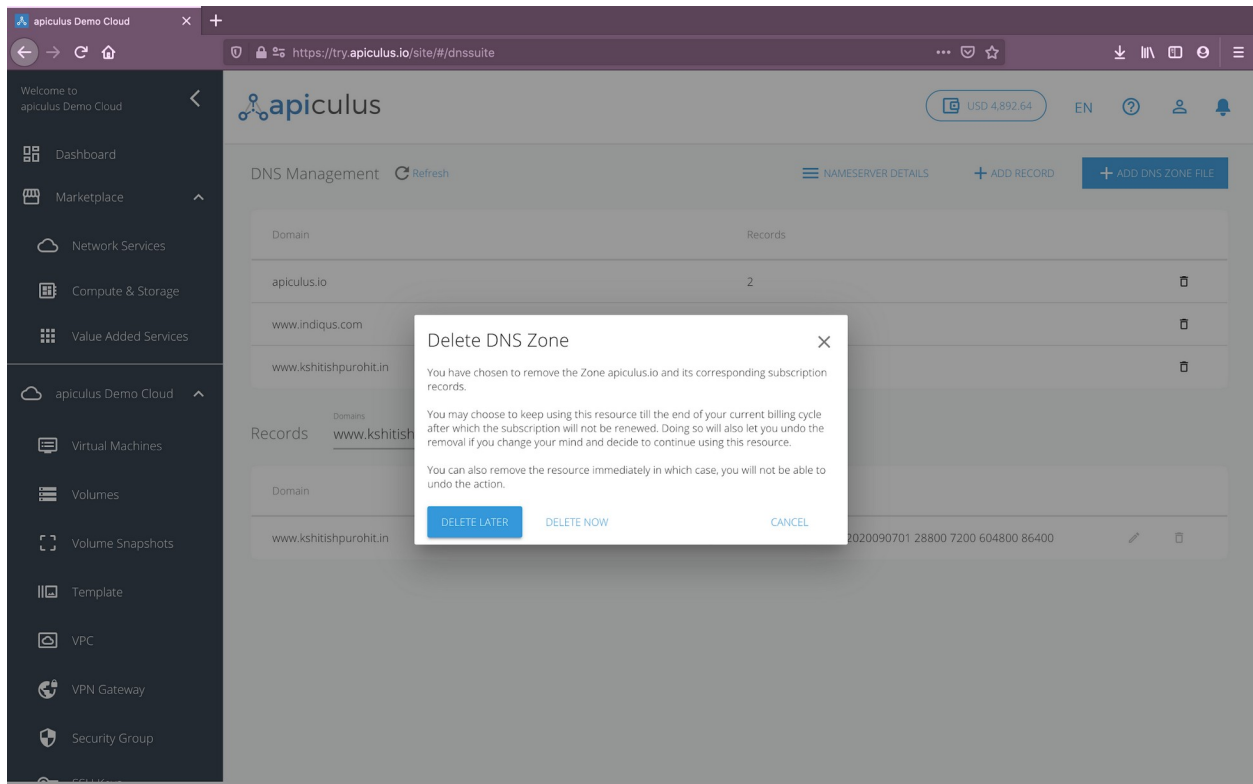 apiculus Demo Cloud
https://try.apiculus.io/site/#/dnssuite
Welcome to
apiculus Demo Cloud
apiculus
USD 4,892.64
EN
Dashboard
Marketplace
Network Services
Compute & Storage
Value Added Services
apiculus Demo Cloud
Virtual Machines
Volumes
Volume Snapshots
Template
VPC
VPN Gateway
Security Group
DNS Management Refresh
NAMESERVER DETAILS
ADD RECORD
ADD DNS ZONE FILE
Domain Records
apiculus.io 2
www.indiqus.com
www.kshitishpurohit.in
Domains
Records www.kshitish
Domain
www.kshitishpurohit.in 2020090701 28800 7200 604800 86400
Delete DNS Zone
You have chosen to remove the Zone apiculus.io and its corresponding subscription
records.
You may choose to keep using this resource till the end of your current billing cycle
after which the subscription will not be renewed. Doing so will also let you undo the
removal if you change your mind and decide to continue using this resource.
You can also remove the resource immediately in which case, you will not be able to
undo the action.
DELETE LATER DELETE NOW CANCEL